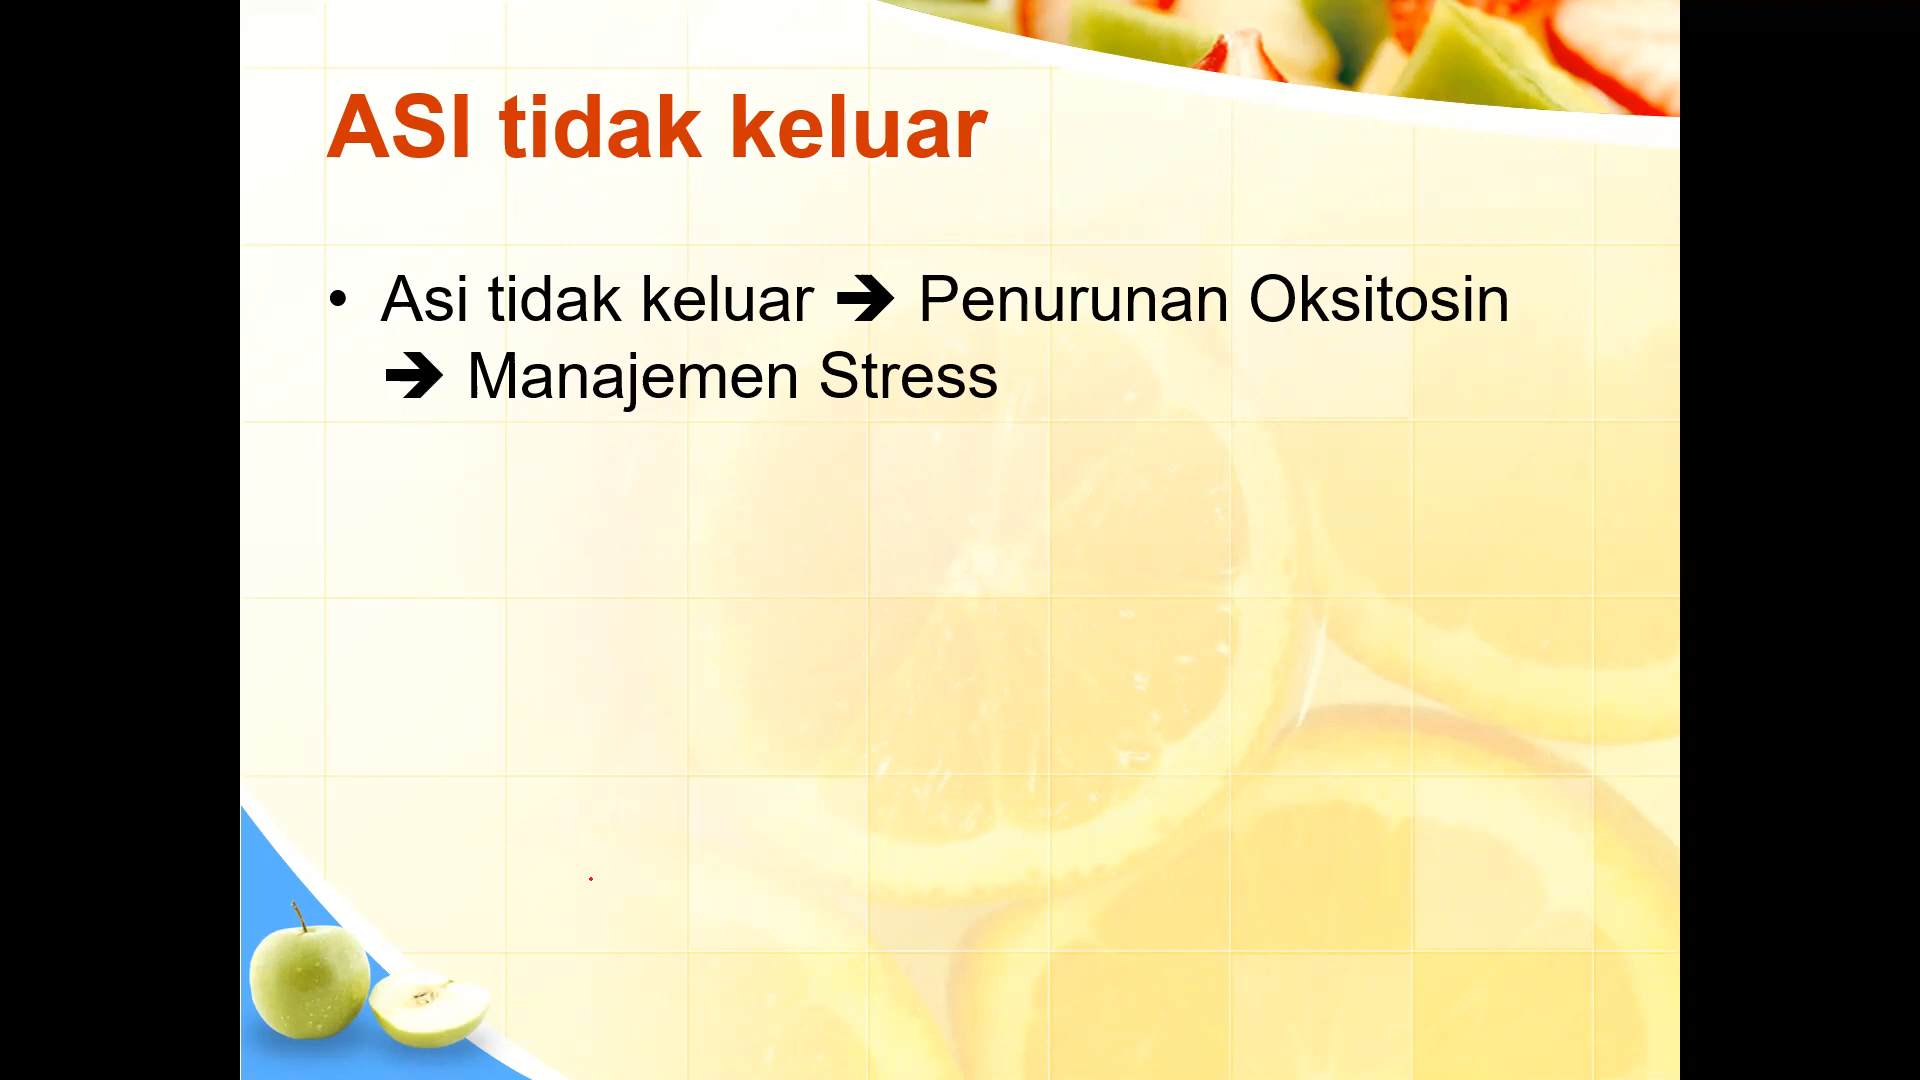 ASI tidak keluar
• Asi tidak keluar ➔ Penurunan Oksitosin
➔ Manajemen Stress